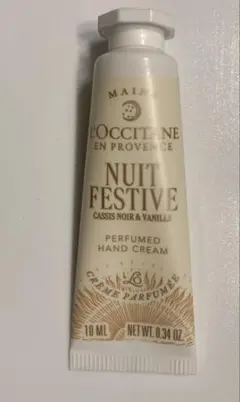 MAINS
L'OCCITANE
EN PROVENCE
NUIT
FESTIVE
CASSIS NOIR & VANILLE
PERFUMED
HAND CREAM
CRÈME PARFUMÉE
10 ML NET WT. 0.34 OZ